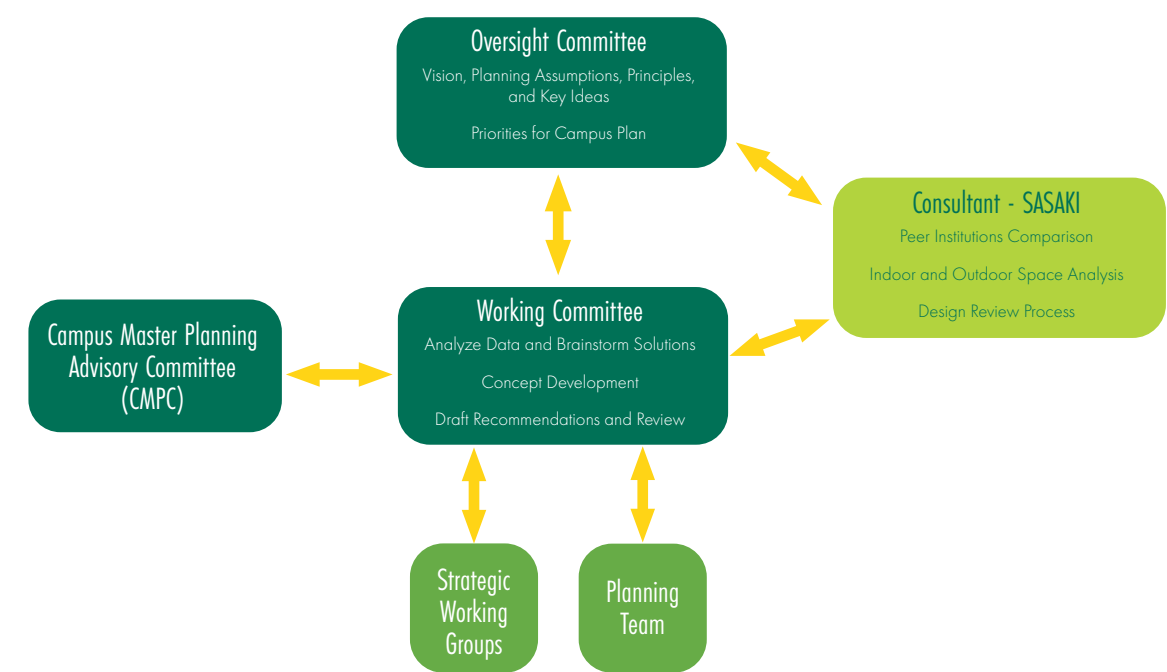 Oversight Committee
Vision, Planning Assumptions, Principles,
and Key Ideas
Priorities for Campus Plan
Consultant - SASAKI
Peer Institutions Comparison
Indoor and Outdoor Space Analysis
Design Review Process
Campus Master Planning
Advisory Committee
(CMPC)
Working Committee
Analyze Data and Brainstorm Solutions
Concept Development
Draft Recommendations and Review
Strategic
Working
Groups
Planning
Team